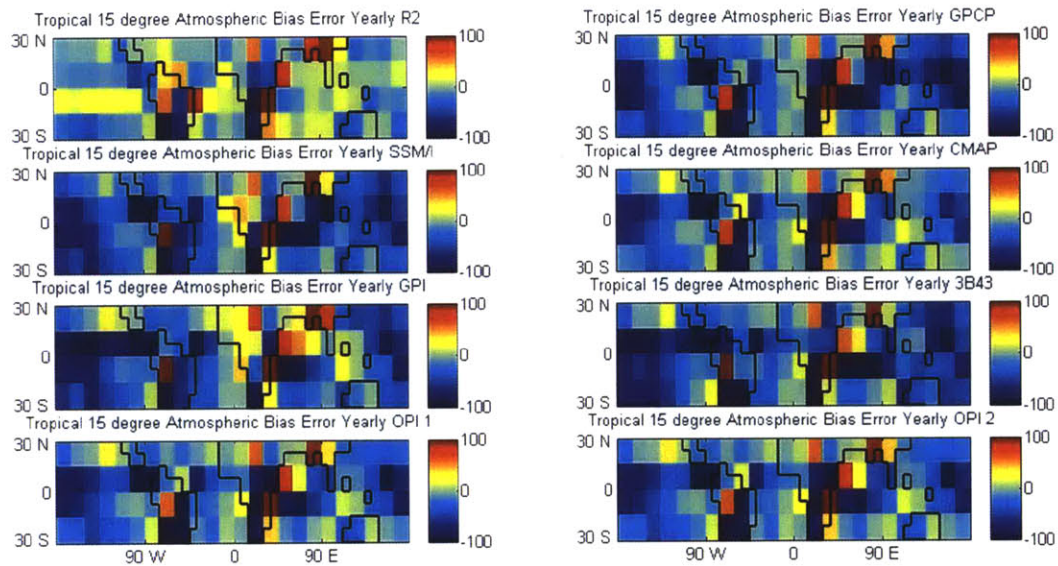 Tropical 15 degree Atmospheric Bias Error Yearly R2
30 N
0
30 S
100
0
-100
Tropical 15 degree Atmospheric Bias Error Yearly SSM/I
30 N
0
30 S
100
0
-100
Tropical 15 degree Atmospheric Bias Error Yearly GPI
30 N
0
30 S
100
0
-100
Tropical 15 degree Atmospheric Bias Error Yearly OPI 1
30 N
0
30 S
90 W
0
90 E
100
0
-100
Tropical 15 degree Atmospheric Bias Error Yearly GPCP
30 N
0
30 S
100
0
-100
Tropical 15 degree Atmospheric Bias Error Yearly CMAP
30 N
0
30 S
100
0
-100
Tropical 15 degree Atmospheric Bias Error Yearly 3B43
30 N
0
30 S
100
0
-100
Tropical 15 degree Atmospheric Bias Error Yearly OPI 2
30 N
0
30 S
90 W
0
90 E
100
0
-100